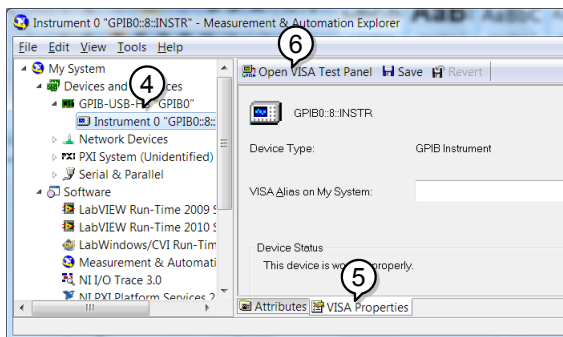 Instrument 0 "GPIB0::8::INSTR" - Measurement & Automation Explorer
File Edit View Tools Help
6
My System
4
Devices and
GPIB-USB-H "GPIB0"
Instrument 0 "GPIB0::8::
Network Devices
PXI System (Unidentified)
Serial & Parallel
Software
LabVIEW Run-Time 2009
LabVIEW Run-Time 2010
LabWindows/CVI Run-Tim
Measurement & Automati
NI I/O Trace 3.0
NI PXI Platform Services 2
Open VISA Test Panel Save Revert
GPIB0::8::INSTR
Device Type: GPIB Instrument
VISA Alias on My System:
Device Status
This device is properly.
5
Attributes VISA Properties